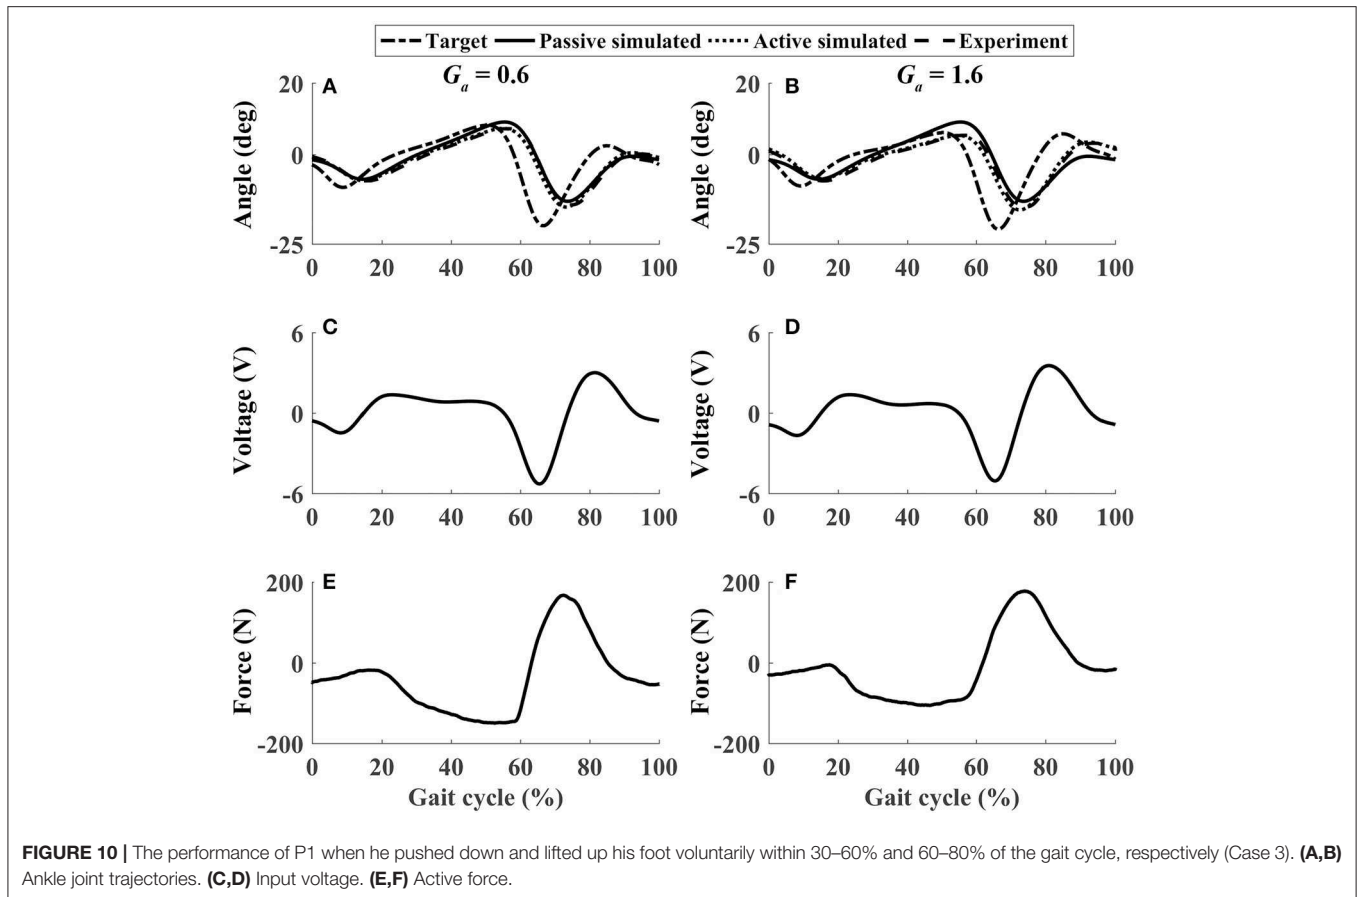 Target Passive simulated Active simulated Experiment
Gₐ = 0.6 Gₐ = 1.6
A B
20 20
0 0
-25 -25
Angle (deg) Angle (deg)
0 20 40 60 80 100 0 20 40 60 80 100
C D
6 6
0 0
-6 -6
Voltage (V) Voltage (V)
0 20 40 60 80 100 0 20 40 60 80 100
E F
200 200
0 0
-200 -200
Force (N) Force (N)
0 20 40 60 80 100 0 20 40 60 80 100
Gait cycle (%) Gait cycle (%)
FIGURE 10 | The performance of P1 when he pushed down and lifted up his foot voluntarily within 30–60% and 60–80% of the gait cycle, respectively (Case 3). (A,B)
Ankle joint trajectories. (C,D) Input voltage. (E,F) Active force.